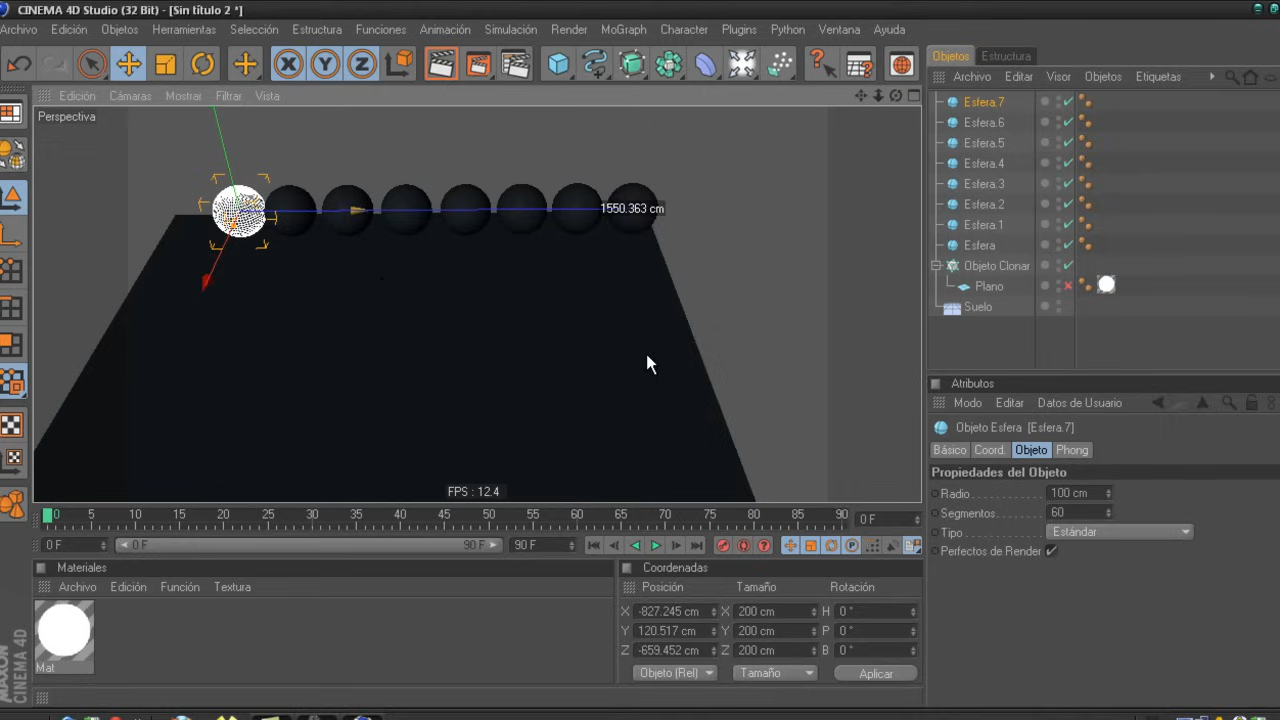 CINEMA 4D Studio (32 Bit) - [Sin título 2 *]
Archivo Edición Objetos Herramientas Selección Estructura Funciones Animación Simulación Render MoGraph Character Plugins Python Ventana Ayuda
Edición Cámaras Mostrar Filtrar Vista
Perspectiva
1550.363 cm
FPS : 12.4
0 5 10 15 20 25 30 35 40 45 50 55 60 65 70 75 80 85 90 0 F
0 F 0 F 90 F 90 F
Materiales
Archivo Edición Función Textura
Mat
MAXON
CINEMA 4D
Coordenadas
Posición Tamaño Rotación
X -827.245 cm X 200 cm H 0 °
Y 120.517 cm Y 200 cm P 0 °
Z -659.452 cm Z 200 cm B 0 °
Objeto (Rel) Tamaño Aplicar
Objetos Estructura
Archivo Editar Visor Objetos Etiquetas
Esfera.7
Esfera.6
Esfera.5
Esfera.4
Esfera.3
Esfera.2
Esfera.1
Esfera
Objeto Clonar
Plano
Suelo
Atributos
Modo Editar Datos de Usuario
Objeto Esfera [Esfera.7]
Básico Coord. Objeto Phong
Propiedades del Objeto
Radio 100 cm
Segmentos 60
Tipo Estándar
Perfectos de Render